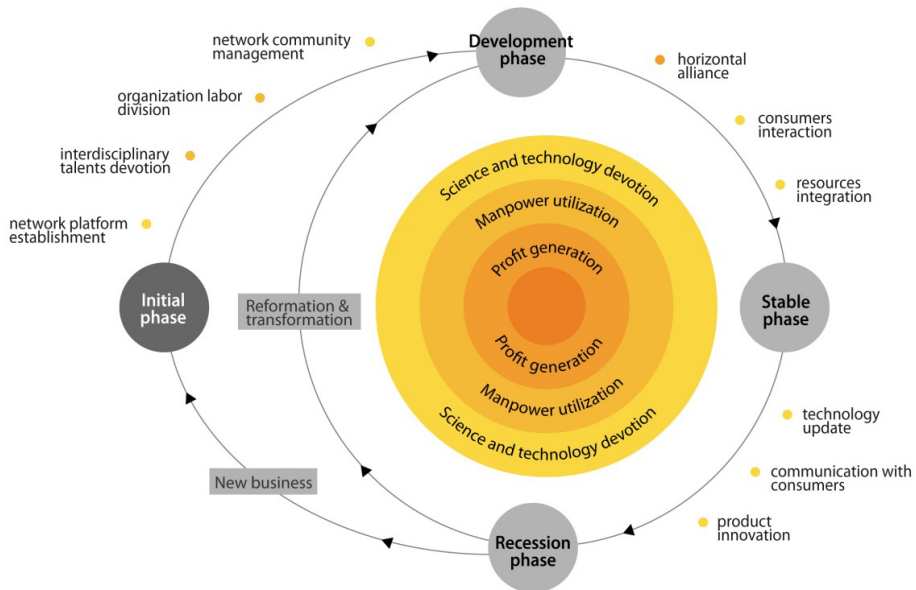 network community
management
organization labor
division
interdisciplinary
talents devotion
network platform
establishment
Initial
phase
Development
phase
horizontal
alliance
consumers
interaction
resources
integration
Stable
phase
technology
update
communication with
consumers
product
innovation
Recession
phase
New business
Reformation &
transformation
Science and technology devotion
Manpower utilization
Profit generation
Profit generation
Manpower utilization
Science and technology devotion